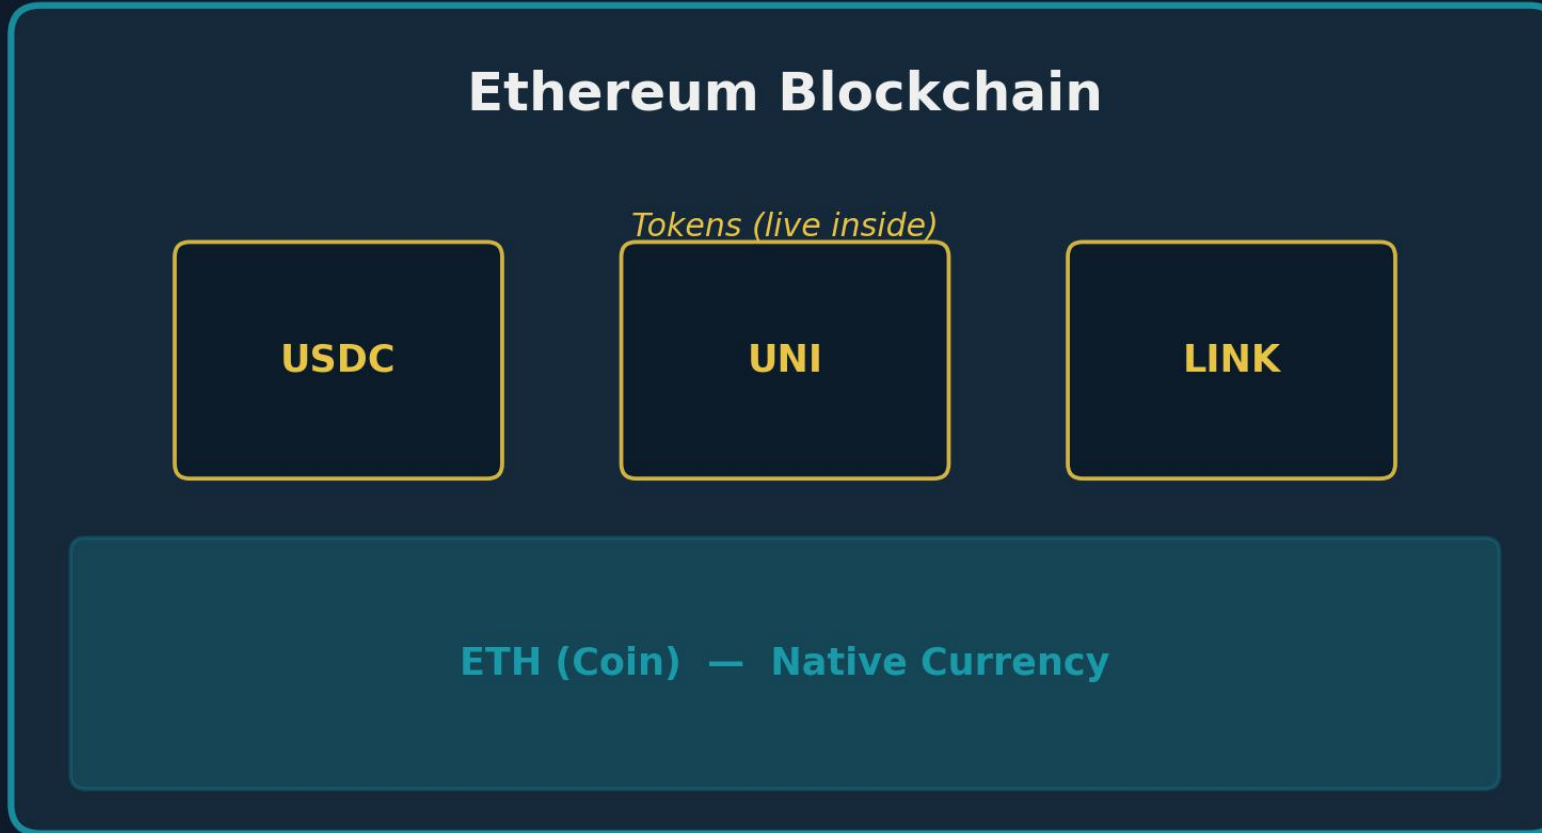 Ethereum Blockchain
Tokens (live inside)
USDC
UNI
LINK
ETH (Coin) — Native Currency